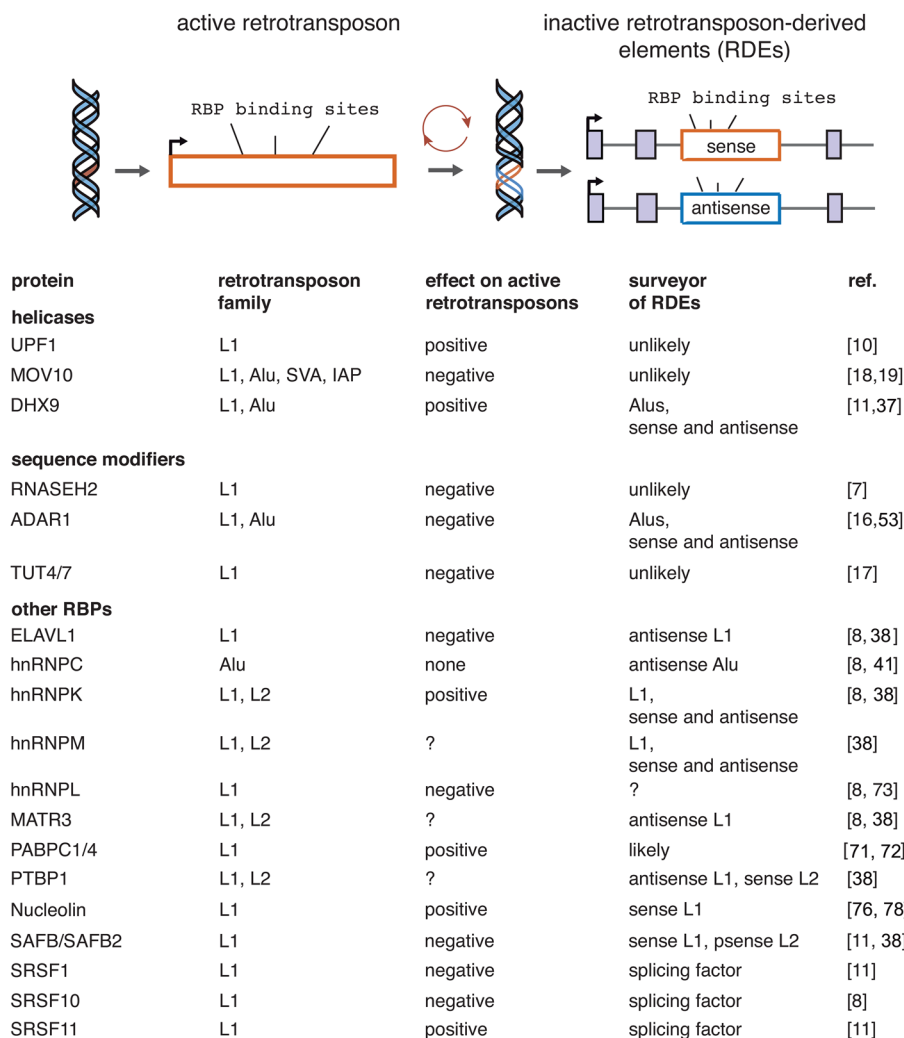 active retrotransposon
inactive retrotransposon-derived
elements (RDEs)
RBP binding sites
RBP binding sites
sense
antisense
protein retrotransposon effect on active surveyor ref.
family retrotransposons of RDEs
helicases
UPF1 L1 positive unlikely [10]
MOV10 L1, Alu, SVA, IAP negative unlikely [18,19]
DHX9 L1, Alu positive Alus, [11,37]
sense and antisense
sequence modifiers
RNASEH2 L1 negative unlikely [7]
ADAR1 L1, Alu negative Alus, [16,53]
sense and antisense
TUT4/7 L1 negative unlikely [17]
other RBPs
ELAVL1 L1 negative antisense L1 [8, 38]
hnRNPC Alu none antisense Alu [8, 41]
hnRNPK L1, L2 positive L1, [8, 38]
sense and antisense
hnRNPM L1, L2 ? L1, [38]
sense and antisense
hnRNPL L1 negative ? [8, 73]
MATR3 L1, L2 ? antisense L1 [8, 38]
PABPC1/4 L1 positive likely [71, 72]
PTBP1 L1, L2 ? antisense L1, sense L2 [38]
Nucleolin L1 positive sense L1 [76, 78]
SAFB/SAFB2 L1 negative sense L1, psense L2 [11, 38]
SRSF1 L1 negative splicing factor [11]
SRSF10 L1 negative splicing factor [8]
SRSF11 L1 positive splicing factor [11]